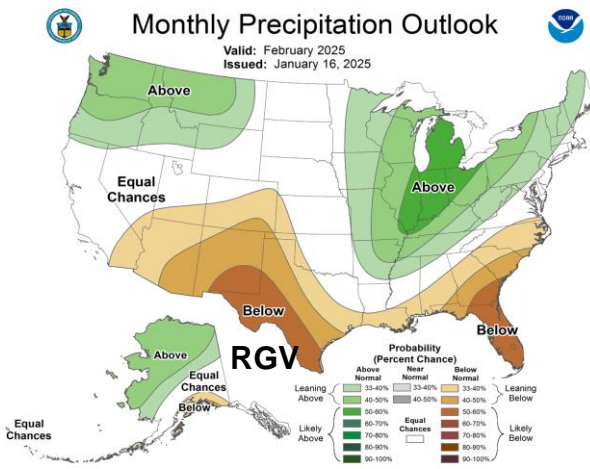 Monthly Precipitation Outlook
Valid: February 2025
Issued: January 16, 2025
NOAA
Above
Equal
Chances
Above
Below
Below
RGV
Above
Equal
Chances
Below
Equal
Chances
Probability
(Percent Chance)
Above
Normal
Near
Normal
Below
Normal
Leaning
Above
33-40%
33-40%
33-40%
Leaning
Below
40-50%
40-50%
40-50%
50-60%
50-60%
Likely
Above
60-70%
Equal
Chances
60-70%
Likely
Below
70-80%
70-80%
80-90%
80-90%
90-100%
90-100%